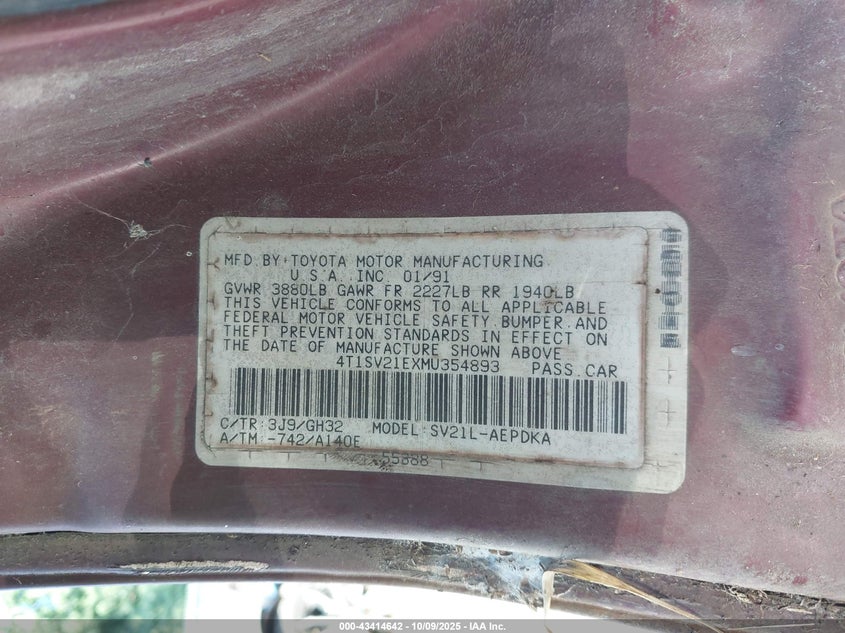 MFD.BY:TOYOTA MOTOR MANUFACTURING
U.S.A.,INC. 01/91
GVWR 3880LB GAWR FR 2227LB RR 1940LB
THIS VEHICLE CONFORMS TO ALL APPLICABLE
FEDERAL MOTOR VEHICLE SAFETY,BUMPER,AND
THEFT PREVENTION STANDARDS IN EFFECT ON
THE DATE OF MANUFACTURE SHOWN ABOVE.
4T1SV21EXMU354893 PASS.CAR
C/TR:3J9/GH32 MODEL:SV21L-AEPDKA
A/TM:-742/A140E
55888
000-43414642 - 10/09/2025 - IAA Inc.